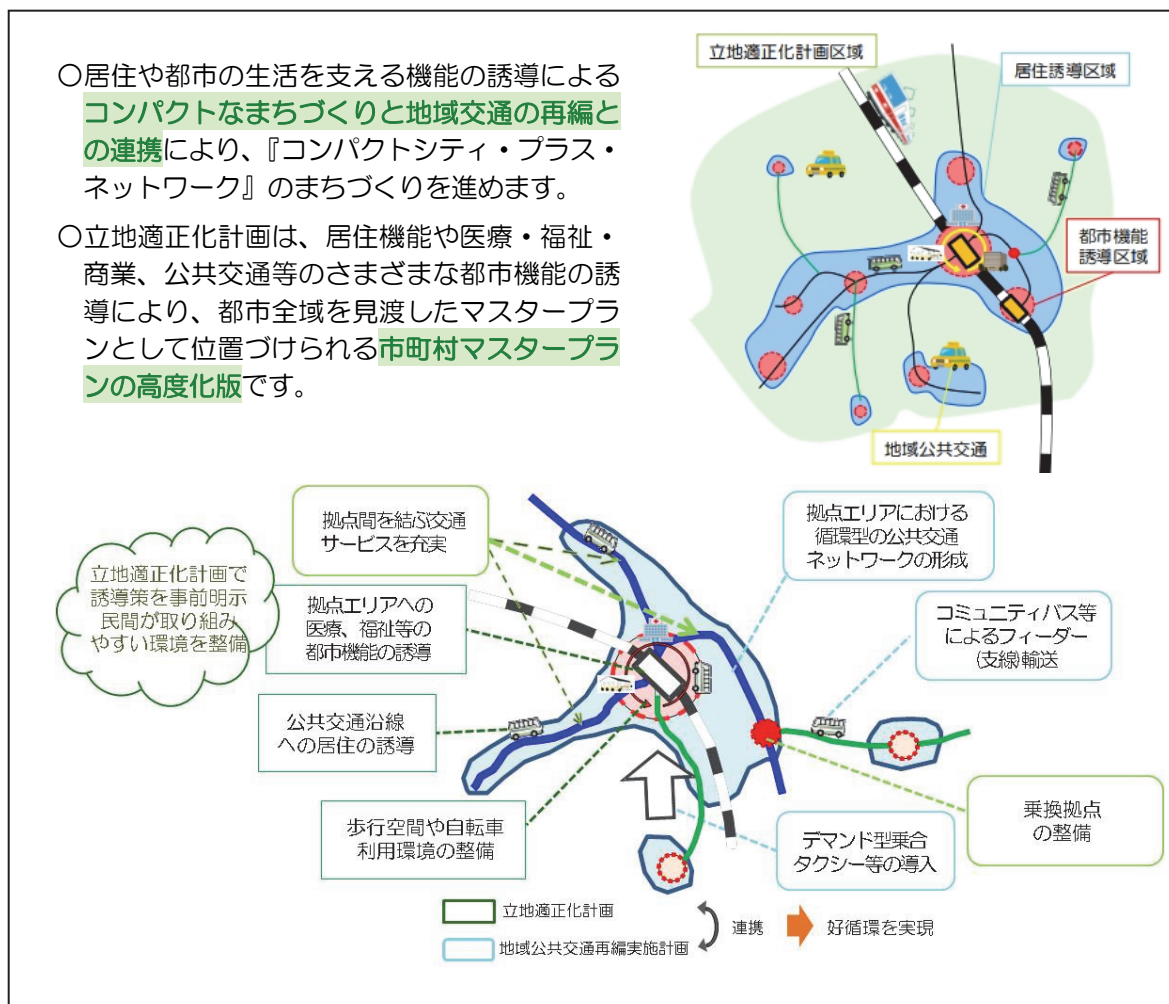 〇居住や都市の生活を支える機能の誘導による
コンパクトなまちづくりと地域交通の再編と
の連携により、『コンパクトシティ・プラス・
ネットワーク』のまちづくりを進めます。
〇立地適正化計画は、居住機能や医療・福祉・
商業、公共交通等のさまざまな都市機能の誘
導により、都市全域を見渡したマスタープラ
ンとして位置づけられる市町村マスタープラ
ンの高度化版です。
立地適正化計画区域
居住誘導区域
都市機能
誘導区域
地域公共交通
拠点間を結ぶ交通
サービスを充実
拠点エリアにおける
循環型の公共交通
ネットワークの形成
立地適正化計画で
誘導策を事前明示
民間が取り組み
やすい環境を整備
拠点エリアへの
医療、福祉等の
都市機能の誘導
コミュニティバス等
によるフィーダー
(支線)輸送
公共交通沿線
への居住の誘導
歩行空間や自転車
利用環境の整備
デマンド型乗合
タクシー等の導入
乗換拠点
の整備
立地適正化計画
地域公共交通再編実施計画
連携
好循環を実現